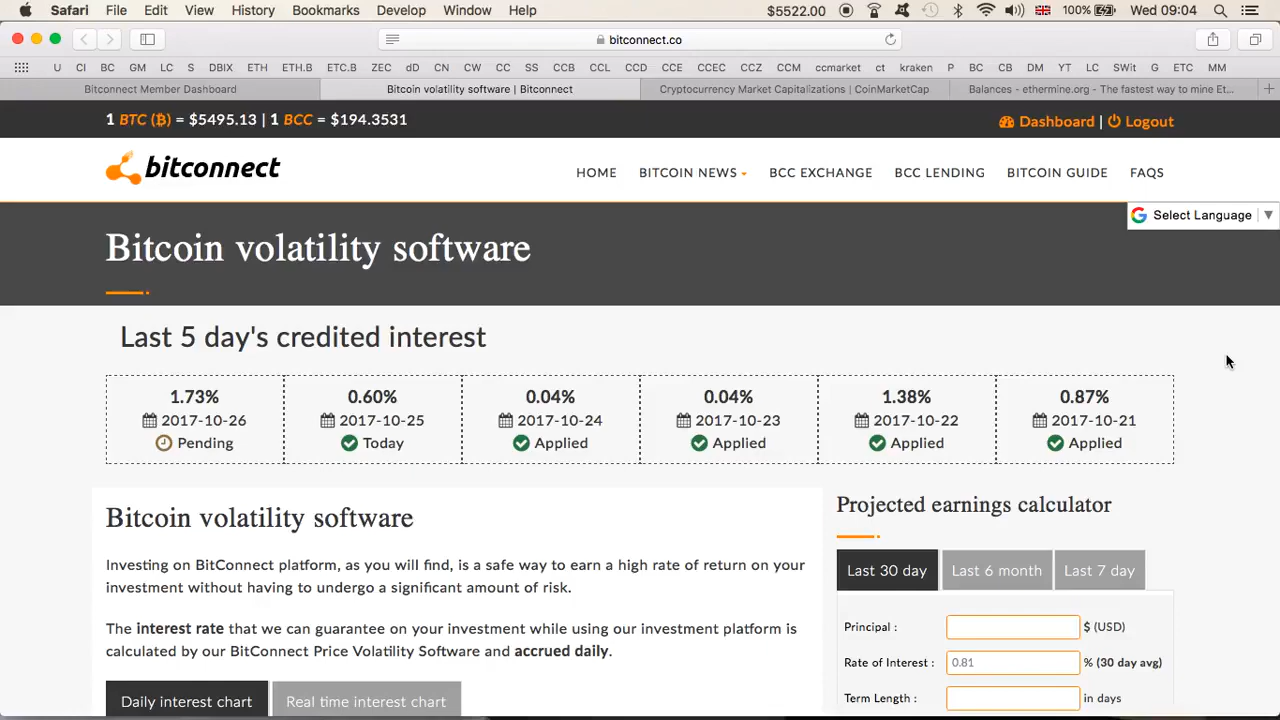 Safari File Edit View History Bookmarks Develop Window Help $5522.00 100% Wed 09:04
bitconnect.co
U CI BC GM LC S DBIX ETH ETH.B ETC.B ZEC dD CN CW CC SS CCB CCL CCD CCE CCEC CCZ CCM ccmarket ct kraken P BC CB DM YT LC SWit G ETC MM
Bitconnect Member Dashboard Bitcoin volatility software | Bitconnect Cryptocurrency Market Capitalizations | CoinMarketCap Balances - ethermine.org - The fastest way to mine Et... +
1 BTC (₿) = $5495.13 | 1 BCC = $194.3531 Dashboard | Logout
bitconnect HOME BITCOIN NEWS BCC EXCHANGE BCC LENDING BITCOIN GUIDE FAQS
G Select Language ▼
Bitcoin volatility software
Last 5 day's credited interest
1.73% 0.60% 0.04% 0.04% 1.38% 0.87%
2017-10-26 2017-10-25 2017-10-24 2017-10-23 2017-10-22 2017-10-21
Pending Today Applied Applied Applied Applied
Bitcoin volatility software
Investing on BitConnect platform, as you will find, is a safe way to earn a high rate of return on your
investment without having to undergo a significant amount of risk.
The interest rate that we can guarantee on your investment while using our investment platform is
calculated by our BitConnect Price Volatility Software and accrued daily.
Daily interest chart Real time interest chart
Projected earnings calculator
Last 30 day Last 6 month Last 7 day
Principal : $ (USD)
Rate of Interest : 0.81 % (30 day avg)
Term Length : in days